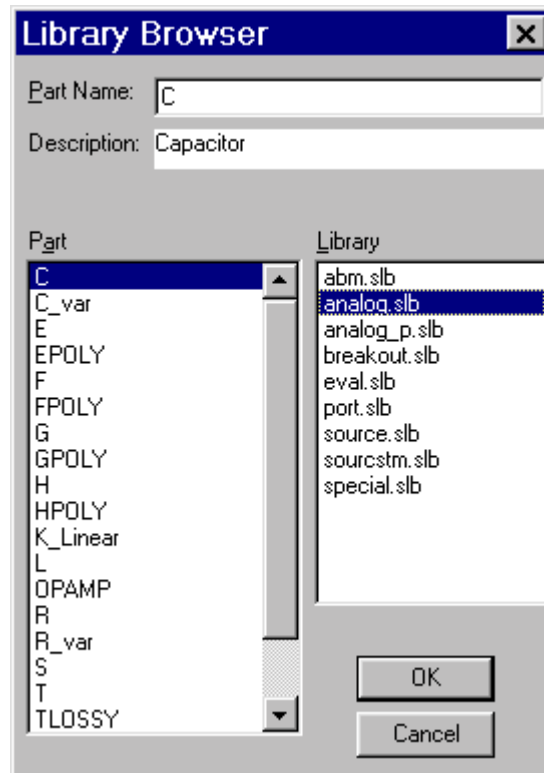 Library Browser
Part Name: C
Description: Capacitor
Part
C
C_var
E
EPOLY
F
FPOLY
G
GPOLY
H
HPOLY
K_Linear
L
OPAMP
R
R_var
S
T
TLOSSY
Library
abm.slb
analog.slb
analog_p.slb
breakout.slb
eval.slb
port.slb
source.slb
sourcstm.slb
special.slb
OK
Cancel